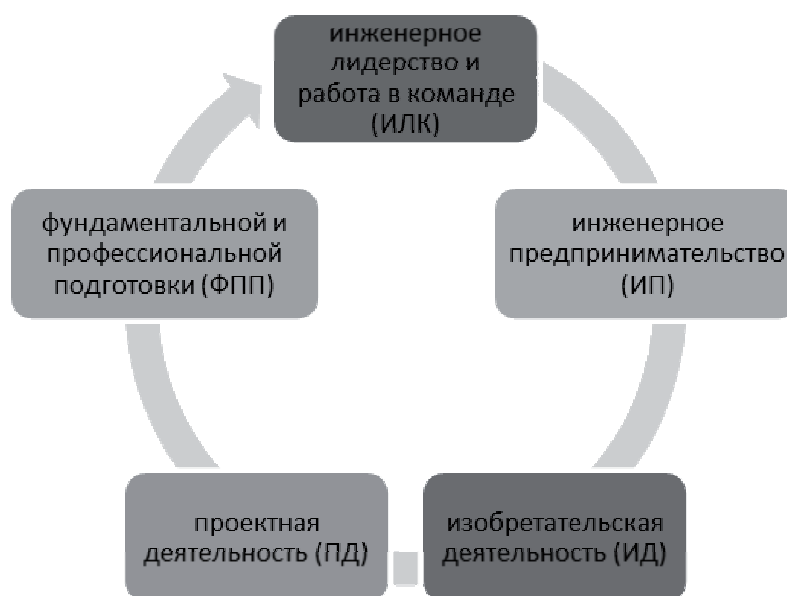 инженерное
лидерство и
работа в команде
(ИЛК)
инженерное
предпринимательство
(ИП)
изобретательская
деятельность (ИД)
проектная
деятельность (ПД)
фундаментальной и
профессиональной
подготовки (ФПП)